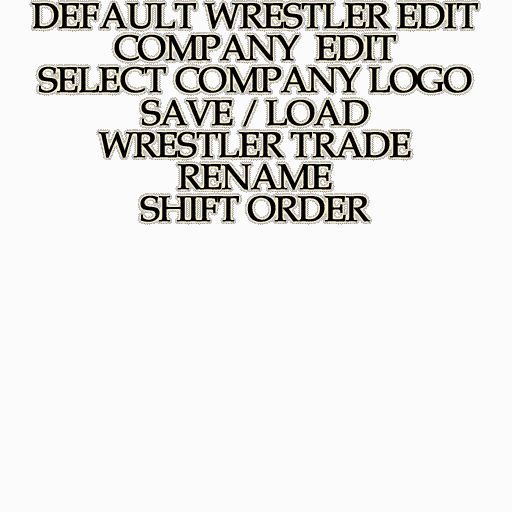 DEFAULT WRESTLER EDIT
COMPANY EDIT
SELECT COMPANY LOGO
SAVE / LOAD
WRESTLER TRADE
RENAME
SHIFT ORDER